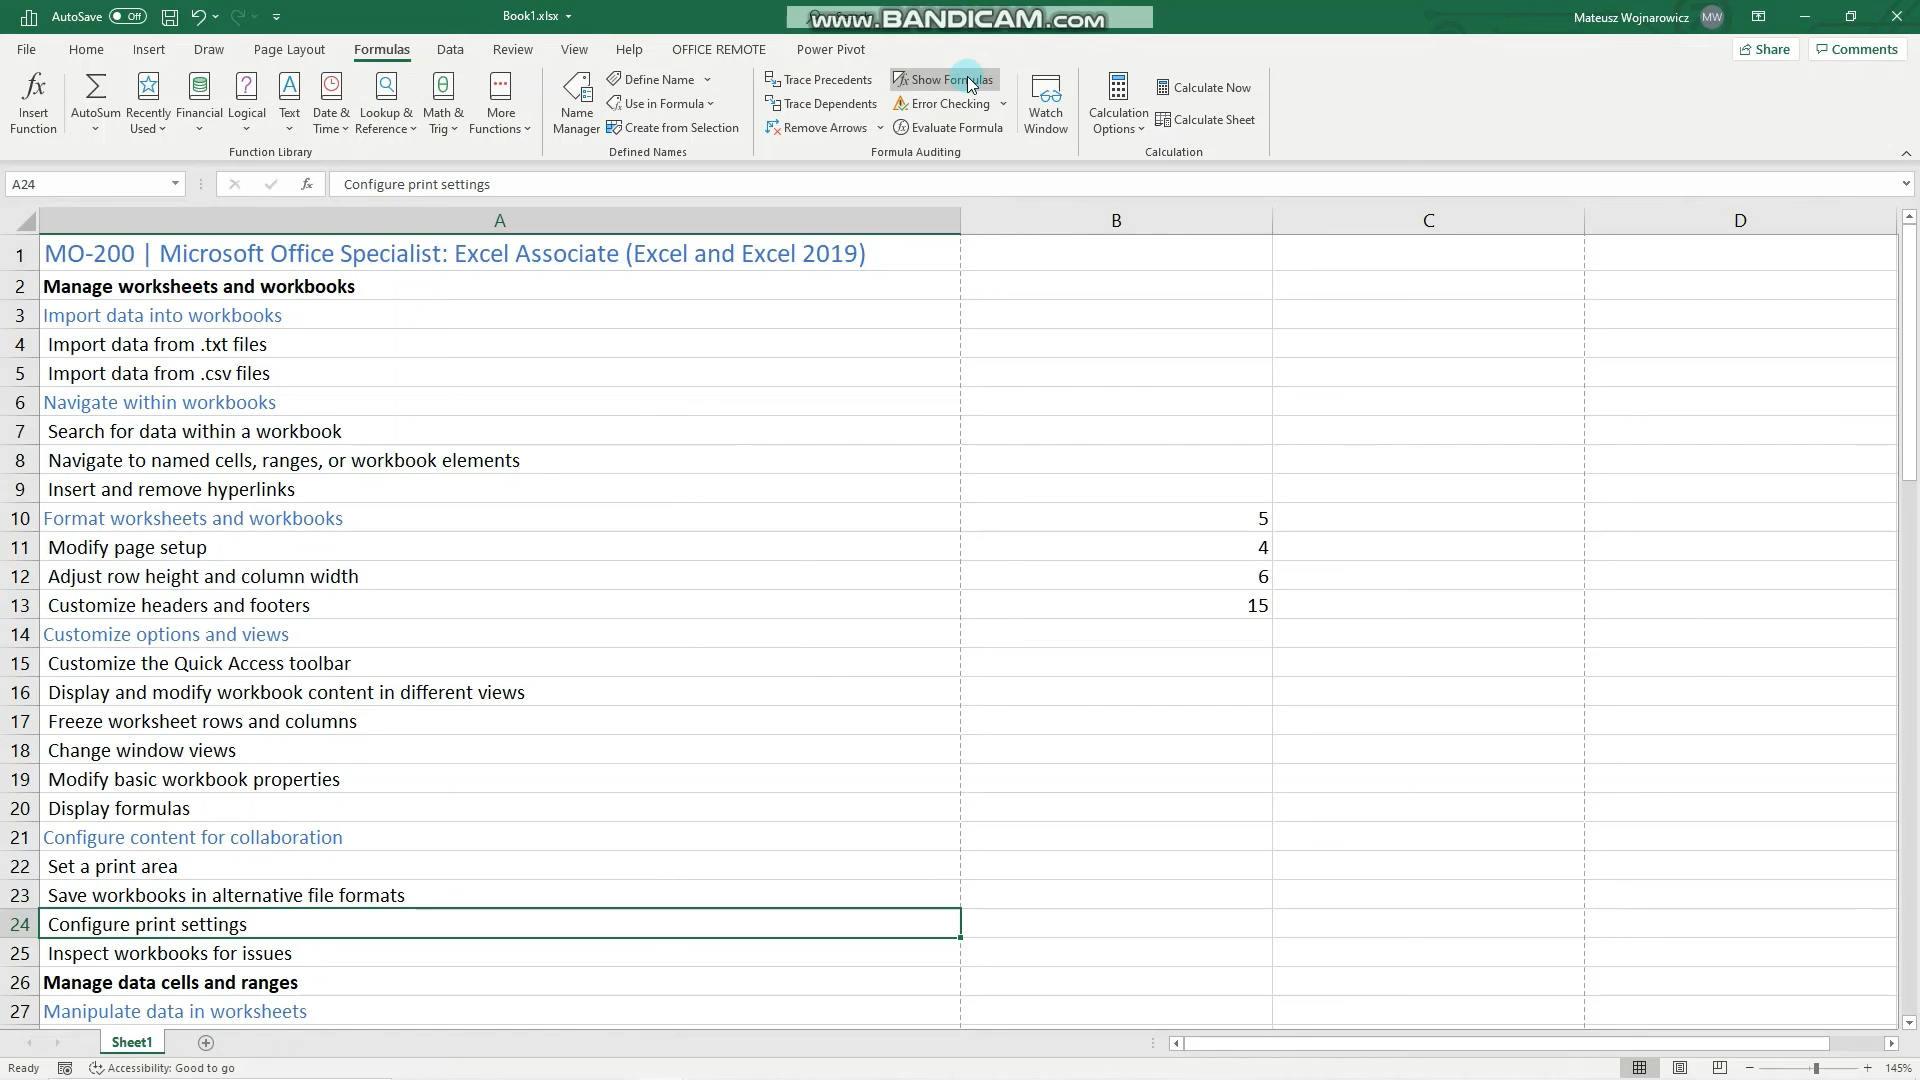 AutoSave Off Book1.xlsx WWW.BANDICAM.COM Mateusz Wojnarowicz MW
File Home Insert Draw Page Layout Formulas Data Review View Help OFFICE REMOTE Power Pivot Share Comments
Insert Function
AutoSum
Recently Used
Financial
Logical
Text
Date & Time
Lookup & Reference
Math & Trig
More Functions
Function Library
Name Manager
Define Name
Use in Formula
Create from Selection
Defined Names
Trace Precedents
Trace Dependents
Remove Arrows
Show Formulas
Error Checking
Evaluate Formula
Formula Auditing
Watch Window
Calculation Options
Calculate Now
Calculate Sheet
Calculation
A24 fx Configure print settings
A B C D
1 MO-200 | Microsoft Office Specialist: Excel Associate (Excel and Excel 2019)
2 Manage worksheets and workbooks
3 Import data into workbooks
4 Import data from .txt files
5 Import data from .csv files
6 Navigate within workbooks
7 Search for data within a workbook
8 Navigate to named cells, ranges, or workbook elements
9 Insert and remove hyperlinks
10 Format worksheets and workbooks 5
11 Modify page setup 4
12 Adjust row height and column width 6
13 Customize headers and footers 15
14 Customize options and views
15 Customize the Quick Access toolbar
16 Display and modify workbook content in different views
17 Freeze worksheet rows and columns
18 Change window views
19 Modify basic workbook properties
20 Display formulas
21 Configure content for collaboration
22 Set a print area
23 Save workbooks in alternative file formats
24 Configure print settings
25 Inspect workbooks for issues
26 Manage data cells and ranges
27 Manipulate data in worksheets
Sheet1
Ready Accessibility: Good to go 145%